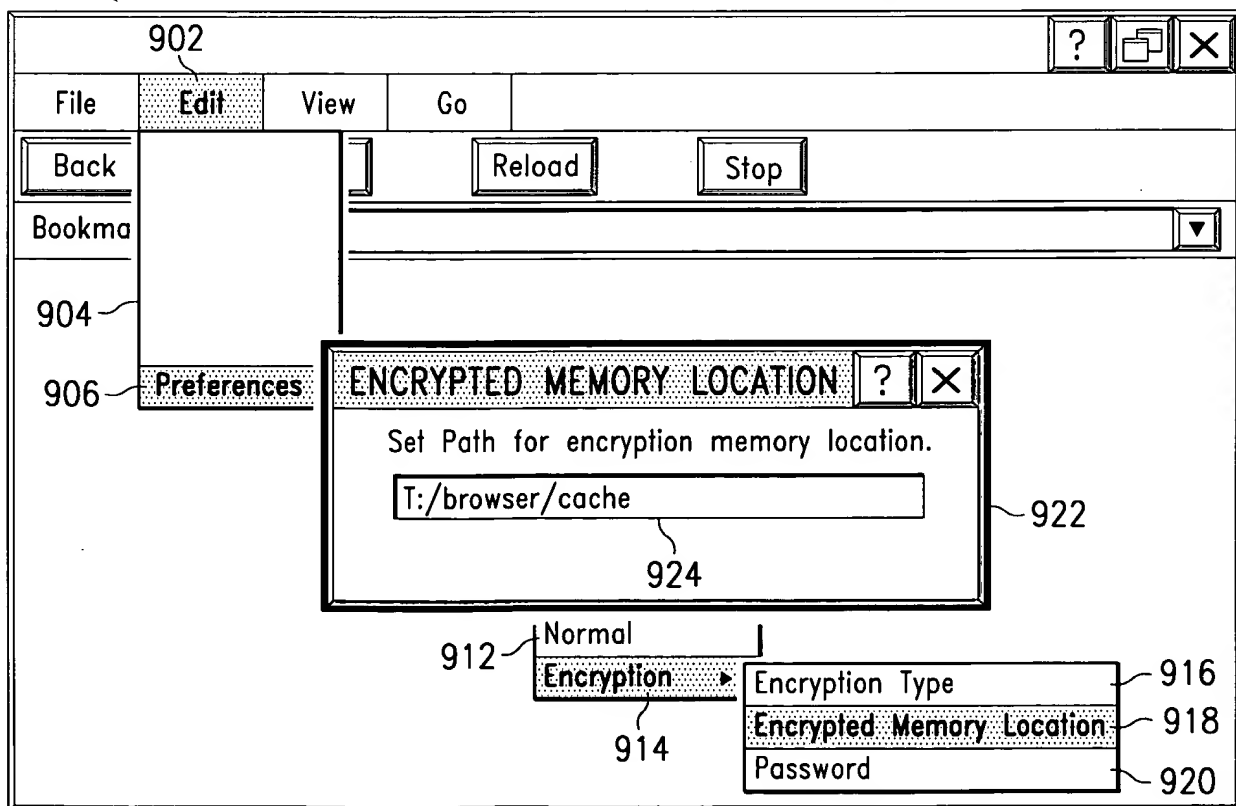 902
?
X
File Edit View Go
Back Reload Stop
Bookma
904
906
Preferences
ENCRYPTED MEMORY LOCATION ? X
Set Path for encryption memory location.
T:/browser/cache
922
924
912
Normal
Encryption
914
Encryption Type
916
Encrypted Memory Location
918
Password
920